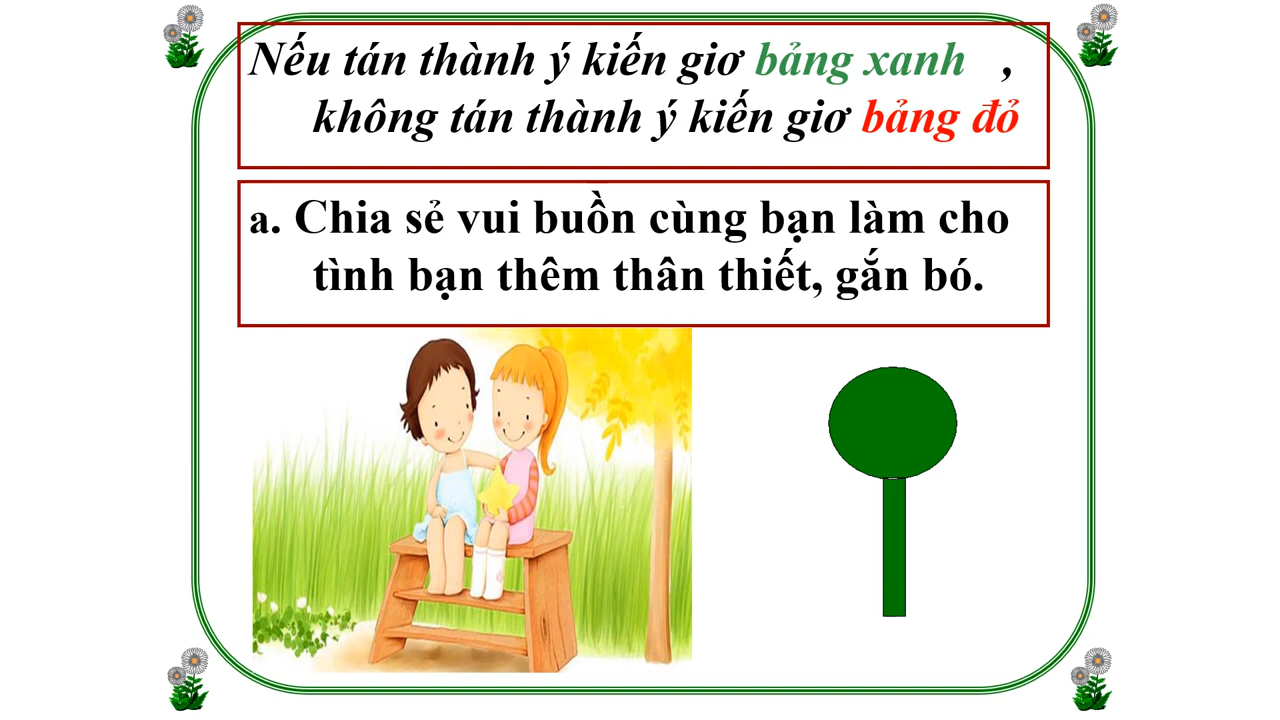 Nếu tán thành ý kiến giơ bảng xanh ,
không tán thành ý kiến giơ bảng đỏ
a. Chia sẻ vui buồn cùng bạn làm cho
tình bạn thêm thân thiết, gắn bó.